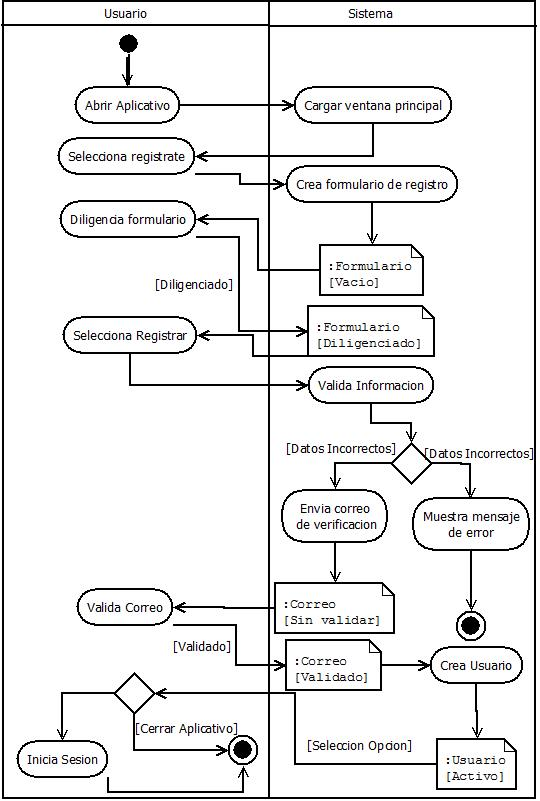 Usuario
Sistema
Abrir Aplicativo
Cargar ventana principal
Selecciona registrate
Crea formulario de registro
Diligencia formulario
:Formulario
[Vacio]
[Diligenciado]
:Formulario
[Diligenciado]
Selecciona Registrar
Valida Informacion
[Datos Incorrectos]
[Datos Incorrectos]
Envia correo
de verificacion
Muestra mensaje
de error
Valida Correo
:Correo
[Sin validar]
[Validado]
:Correo
[Validado]
Crea Usuario
[Cerrar Aplicativo]
[Seleccion Opcion]
Inicia Sesion
:Usuario
[Activo]